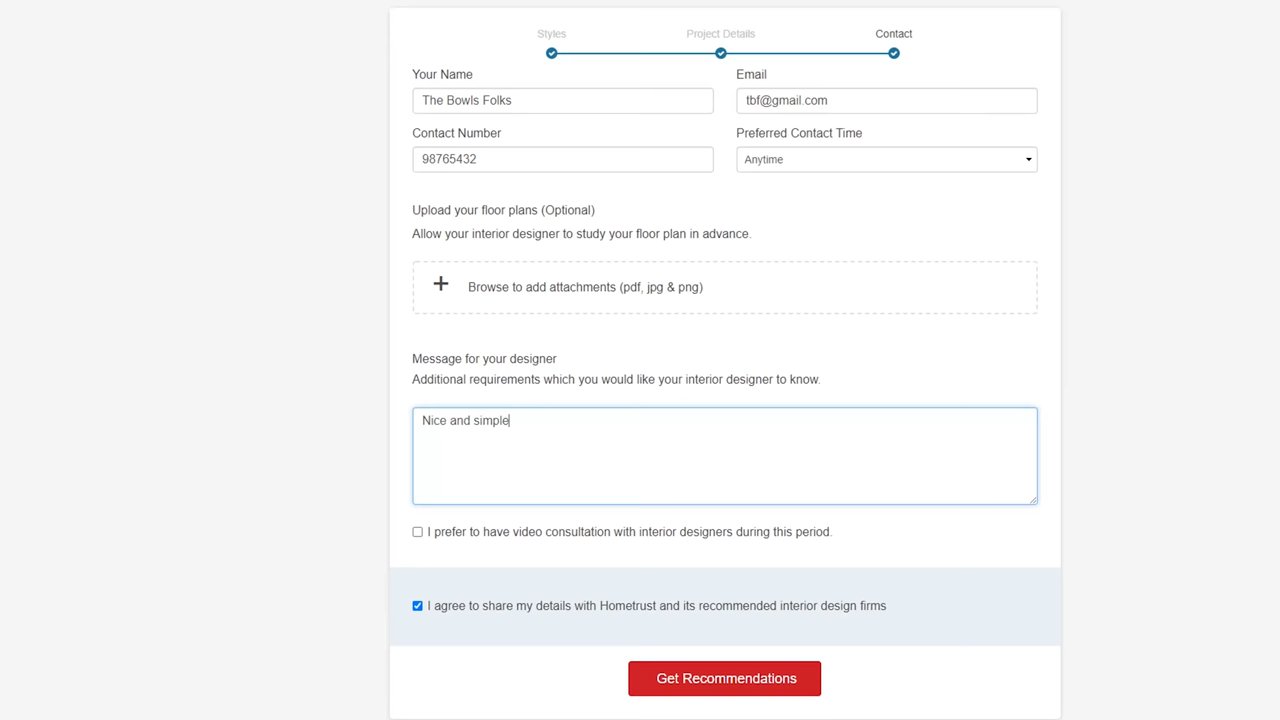 Styles Project Details Contact
Your Name Email
The Bowls Folks tbf@gmail.com
Contact Number Preferred Contact Time
98765432 Anytime
Upload your floor plans (Optional)
Allow your interior designer to study your floor plan in advance.
+ Browse to add attachments (pdf, jpg & png)
Message for your designer
Additional requirements which you would like your interior designer to know.
Nice and simple
I prefer to have video consultation with interior designers during this period.
I agree to share my details with Hometrust and its recommended interior design firms
Get Recommendations